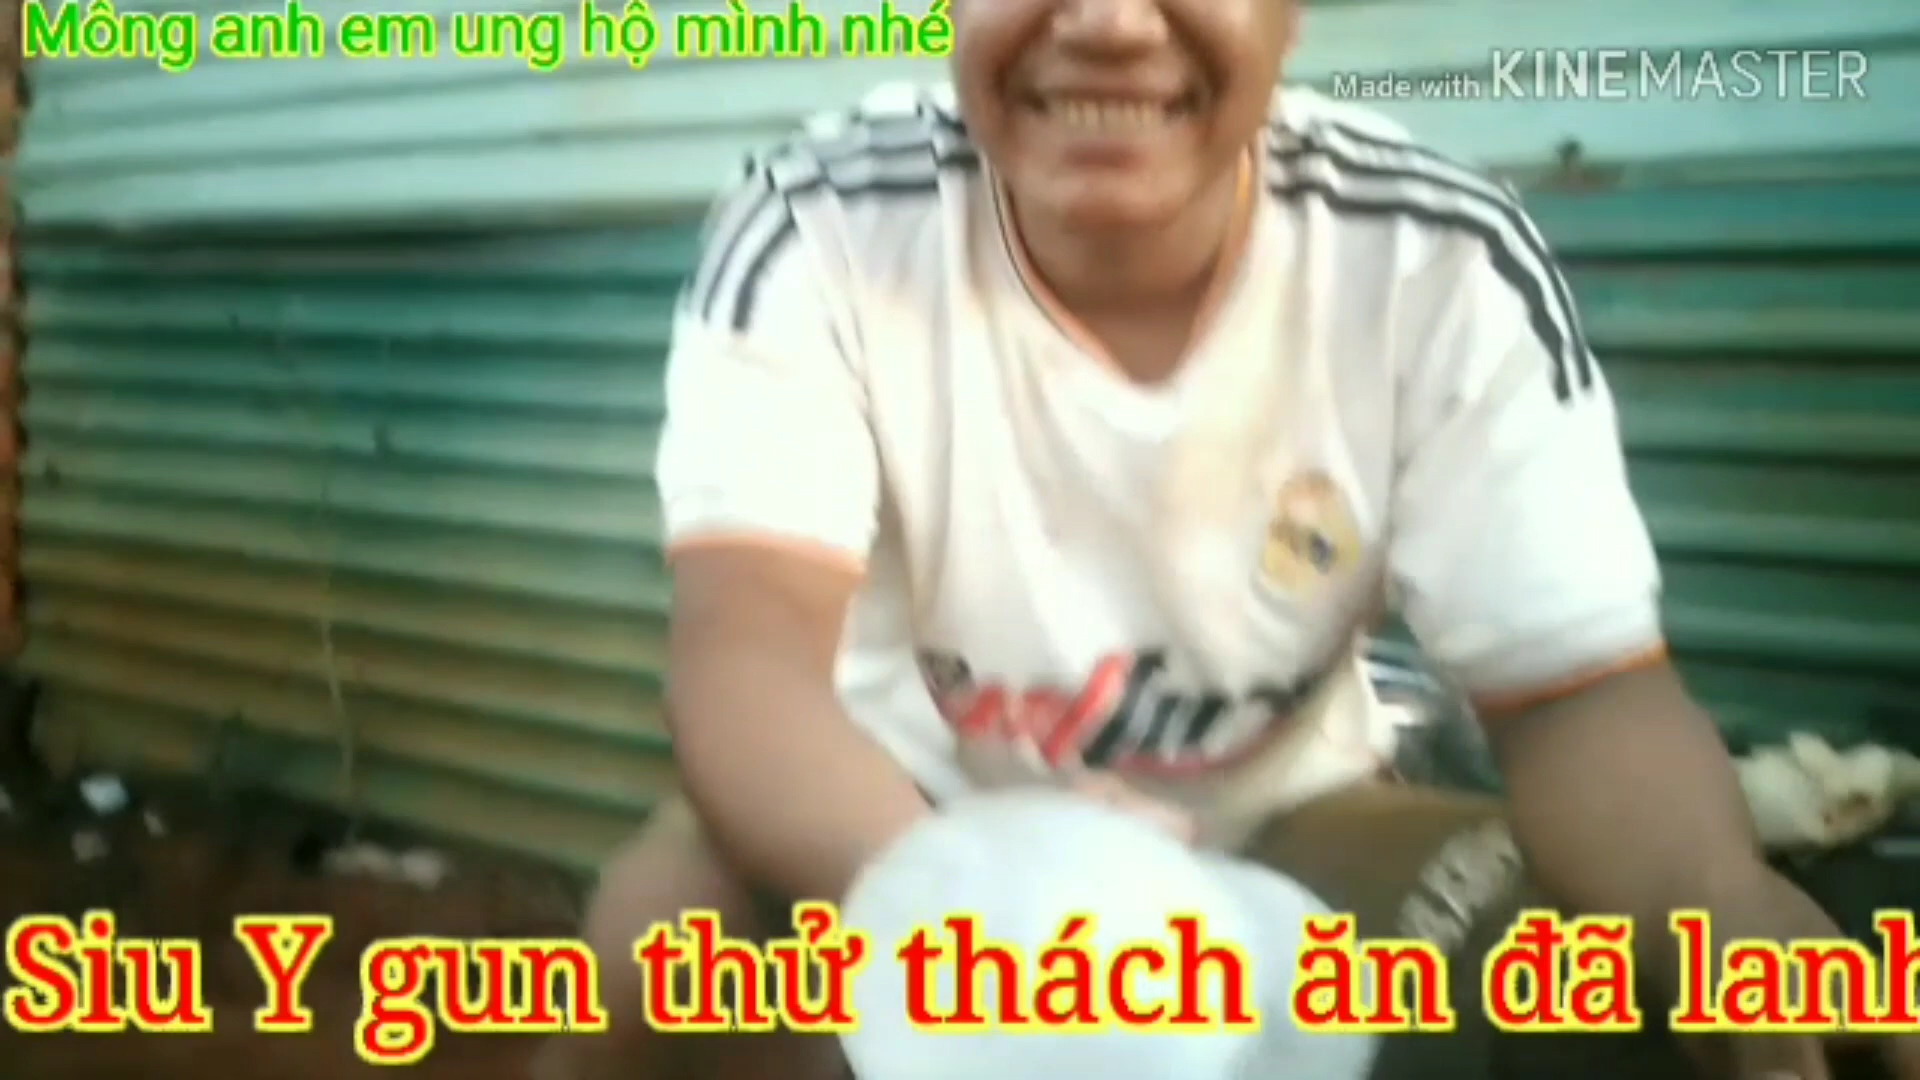 Mông anh em ung hộ mình nhé
Made with KINEMASTER
Siu Y gun thử thách ăn đã lanh